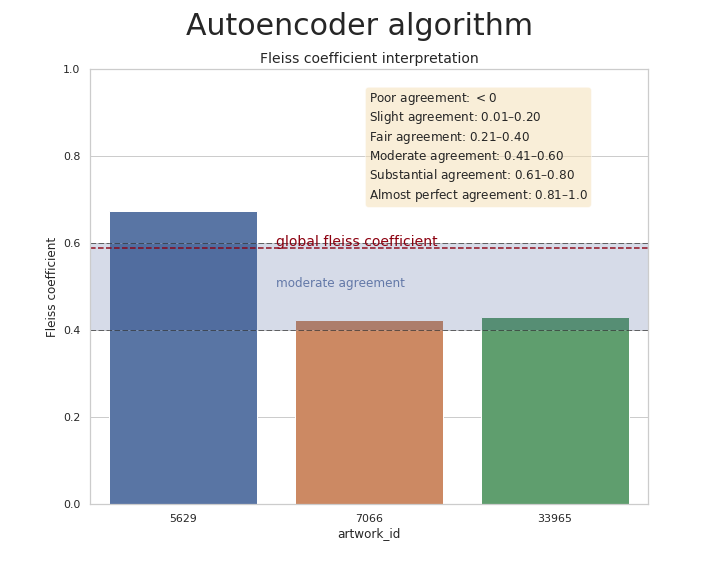 Autoencoder algorithm
Fleiss coefficient interpretation
1.0
Poor agreement: < 0
Slight agreement: 0.01–0.20
Fair agreement: 0.21–0.40
0.8
Moderate agreement: 0.41–0.60
Substantial agreement: 0.61–0.80
Almost perfect agreement: 0.81–1.0
0.6
global fleiss coefficient
moderate agreement
Fleiss coefficient
0.4
0.2
0.0
5629 7066 33965
artwork_id